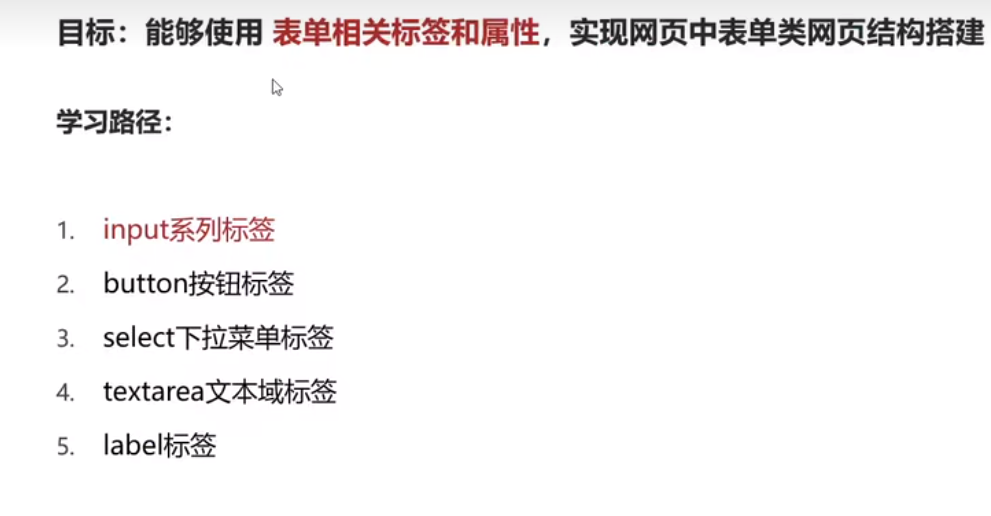 目标：能够使用 表单相关标签和属性，实现网页中表单类网页结构搭建
学习路径：
1. input系列标签
2. button按钮标签
3. select下拉菜单标签
4. textarea文本域标签
5. label标签